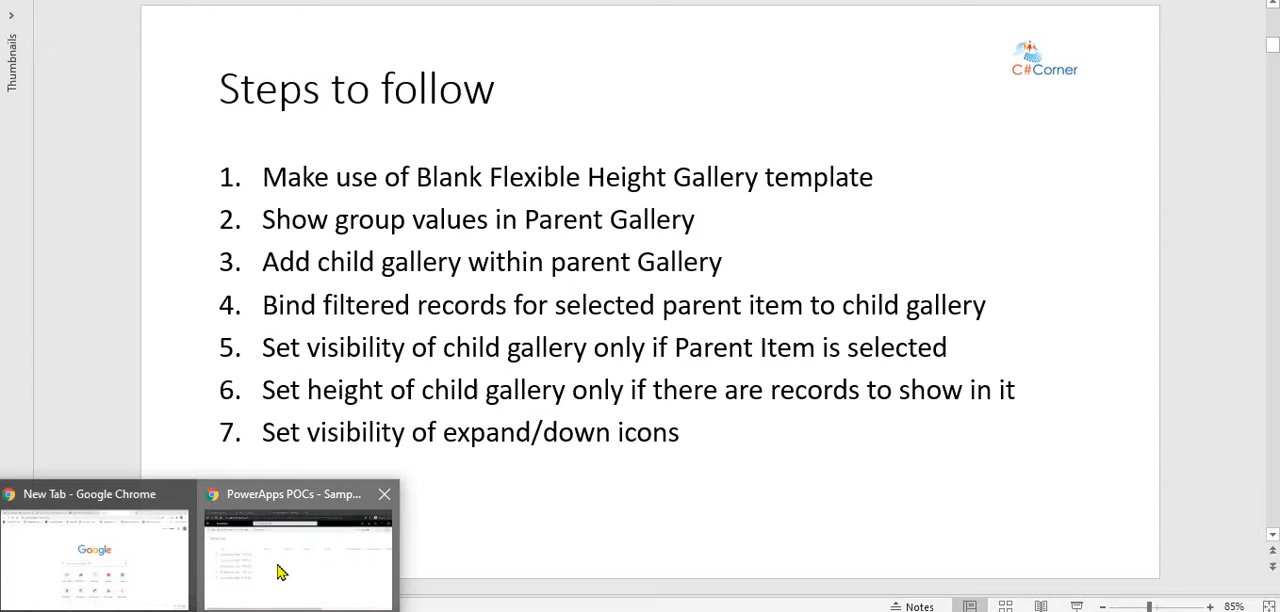 Thumbnails
C#Corner
Steps to follow
1. Make use of Blank Flexible Height Gallery template
2. Show group values in Parent Gallery
3. Add child gallery within parent Gallery
4. Bind filtered records for selected parent item to child gallery
5. Set visibility of child gallery only if Parent Item is selected
6. Set height of child gallery only if there are records to show in it
7. Set visibility of expand/down icons
New Tab - Google Chrome
PowerApps POCs - Samp...
Google
Notes
85%